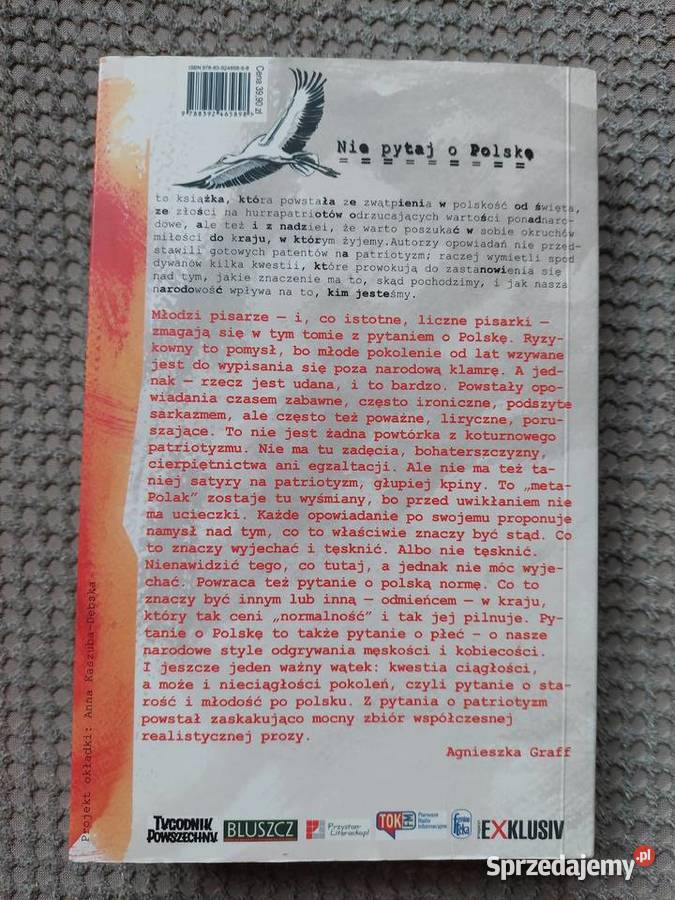 ISBN 978-83-924658-9-8
9 788392 465898
Cena 39,90 zł
Nie pytaj o Polskę
to książka, która powstała ze zwątpienia w polskość od święta,
ze złości na hurrapatriotów odrzucających wartości ponadnaro-
dowe, ale też i z nadziei, że warto poszukać w sobie okruchów
miłości do kraju, w którym żyjemy.Autorzy opowiadań nie przed-
stawili gotowych patentów na patriotyzm; raczej wymietli spod
dywanów kilka kwestii, które prowokują do zastanowienia się
nad tym, jakie znaczenie ma to, skąd pochodzimy, i jak nasza
narodowość wpływa na to, kim jesteśmy.
Młodzi pisarze — i, co istotne, liczne pisarki —
zmagają się w tym tomie z pytaniem o Polskę. Ryzy-
kowny to pomysł, bo młode pokolenie od lat wzywane
jest do wypisania się poza narodową klamrę. A jed-
nak — rzecz jest udana, i to bardzo. Powstały opo-
wiadania czasem zabawne, często ironiczne, podszyte
sarkazmem, ale często też poważne, liryczne, poru-
szające. To nie jest żadna powtórka z koturnowego
patriotyzmu. Nie ma tu zadęcia, bohaterszczyzny,
cierpiętnictwa ani egzaltacji. Ale nie ma też ta-
niej satyry na patriotyzm, głupiej kpiny. To „meta-
Polak” zostaje tu wyśmiany, bo przed uwikłaniem nie
ma ucieczki. Każde opowiadanie po swojemu proponuje
namysł nad tym, co to właściwie znaczy być stąd. Co
to znaczy wyjechać i tęsknić. Albo nie tęsknić.
Nienawidzić tego, co tutaj, a jednak nie móc wyje-
chać. Powraca też pytanie o polską normę. Co to
znaczy być innym lub inną — odmieńcem — w kraju,
który tak ceni „normalność” i tak jej pilnuje. Py-
tanie o Polskę to także pytanie o płeć – o nasze
narodowe style odgrywania męskości i kobiecości.
I jeszcze jeden ważny wątek: kwestia ciągłości,
a może i nieciągłości pokoleń, czyli pytanie o sta-
rość i młodość po polsku. Z pytania o patriotyzm
powstał zaskakująco mocny zbiór współczesnej
realistycznej prozy.
Agnieszka Graff
Projekt okładki: Anna Kaszuba-Dębska
TYGODNIK
POWSZECHNY
BLUSZCZ
Przystan-
Literacka.pl
TOK FM
Pierwsze
Radio
Informacyjne
EXKLUSIV
Sprzedajemy.pl